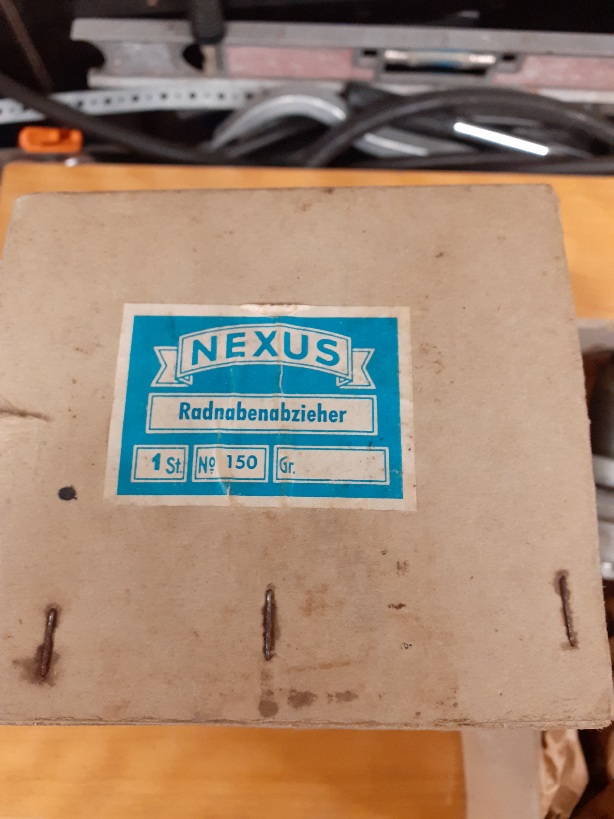 NEXUS
Radnabenabzieher
1 St. Nº 150 Gr.